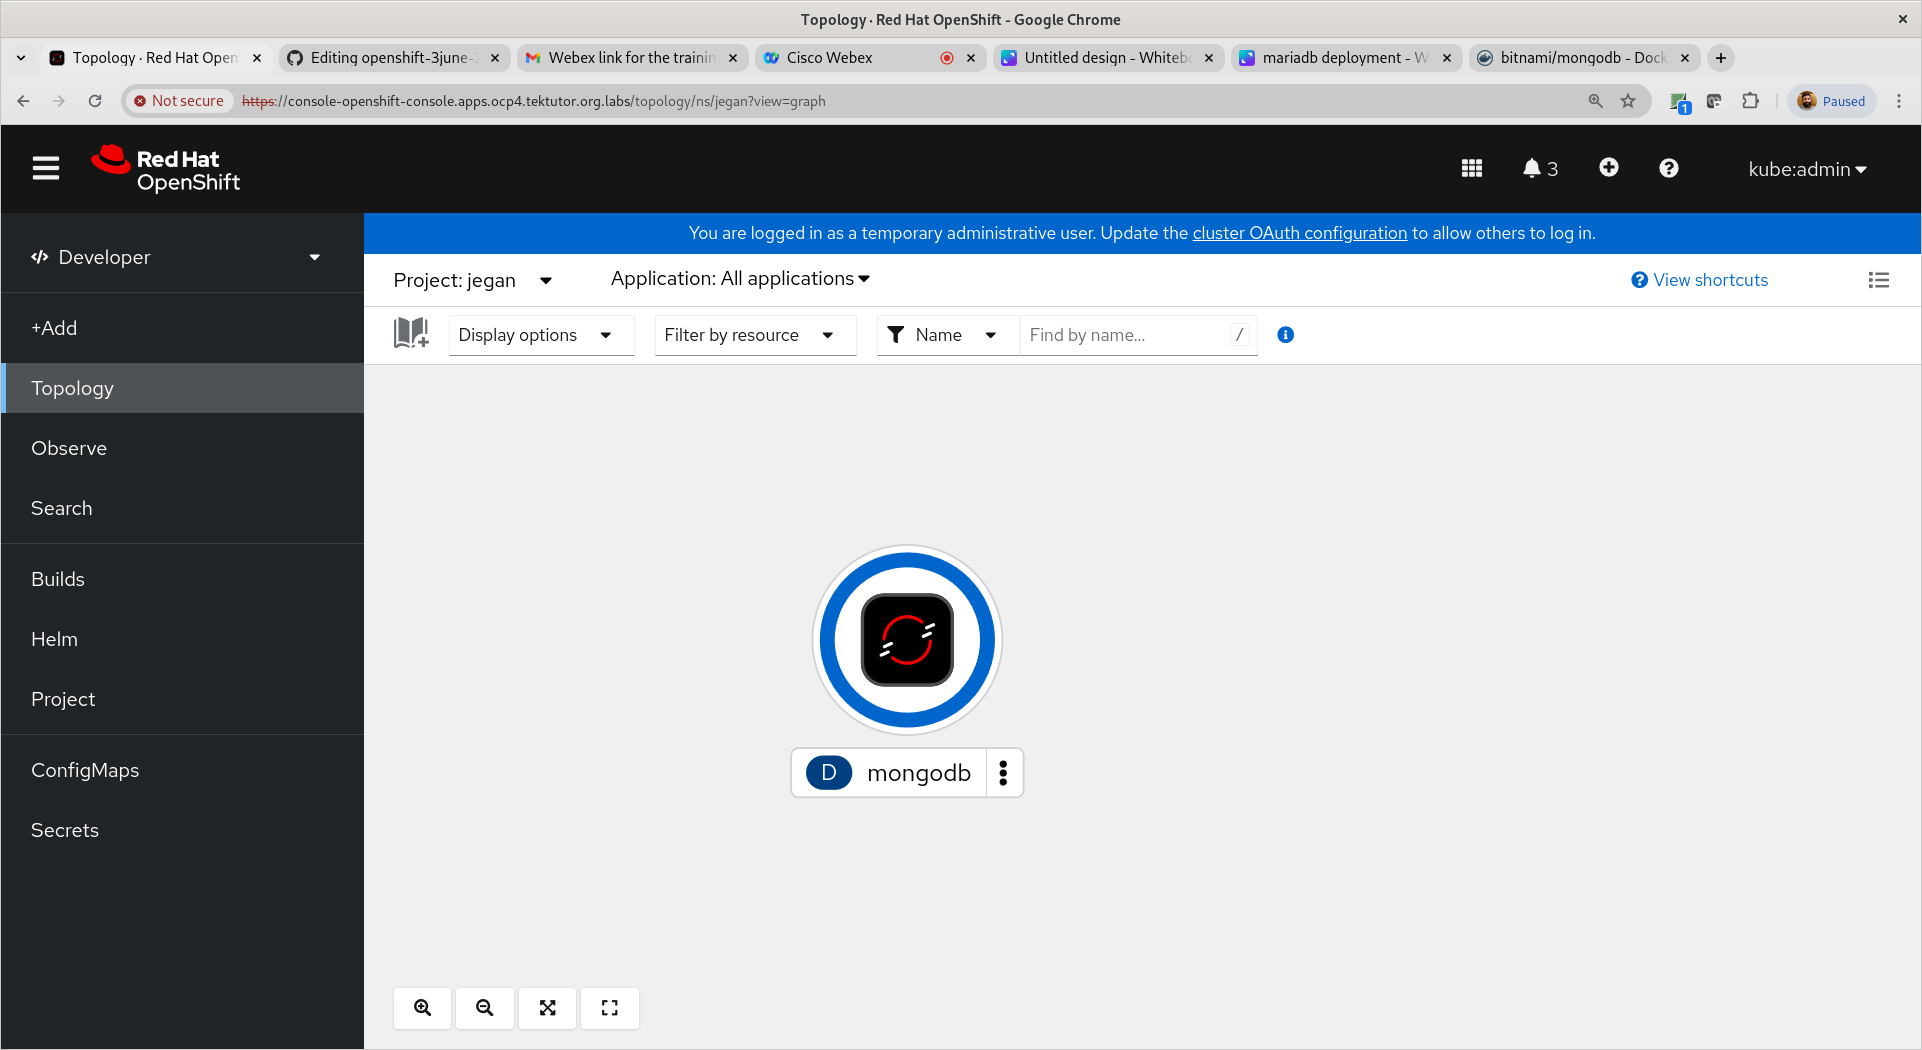 Topology · Red Hat OpenShift - Google Chrome
Topology · Red Hat Open
Editing openshift-3june-2
Webex link for the trainin
Cisco Webex
Untitled design - Whitebo
mariadb deployment - W
bitnami/mongodb - Dock
Not secure
https://console-openshift-console.apps.ocp4.tektutor.org.labs/topology/ns/jegan?view=graph
1
Paused
Red Hat
OpenShift
3
kube:admin
You are logged in as a temporary administrative user. Update the cluster OAuth configuration to allow others to log in.
Developer
Project: jegan
Application: All applications
View shortcuts
Display options
Filter by resource
Name
Find by name...
/
+Add
Topology
Observe
Search
Builds
Helm
Project
ConfigMaps
Secrets
D
mongodb